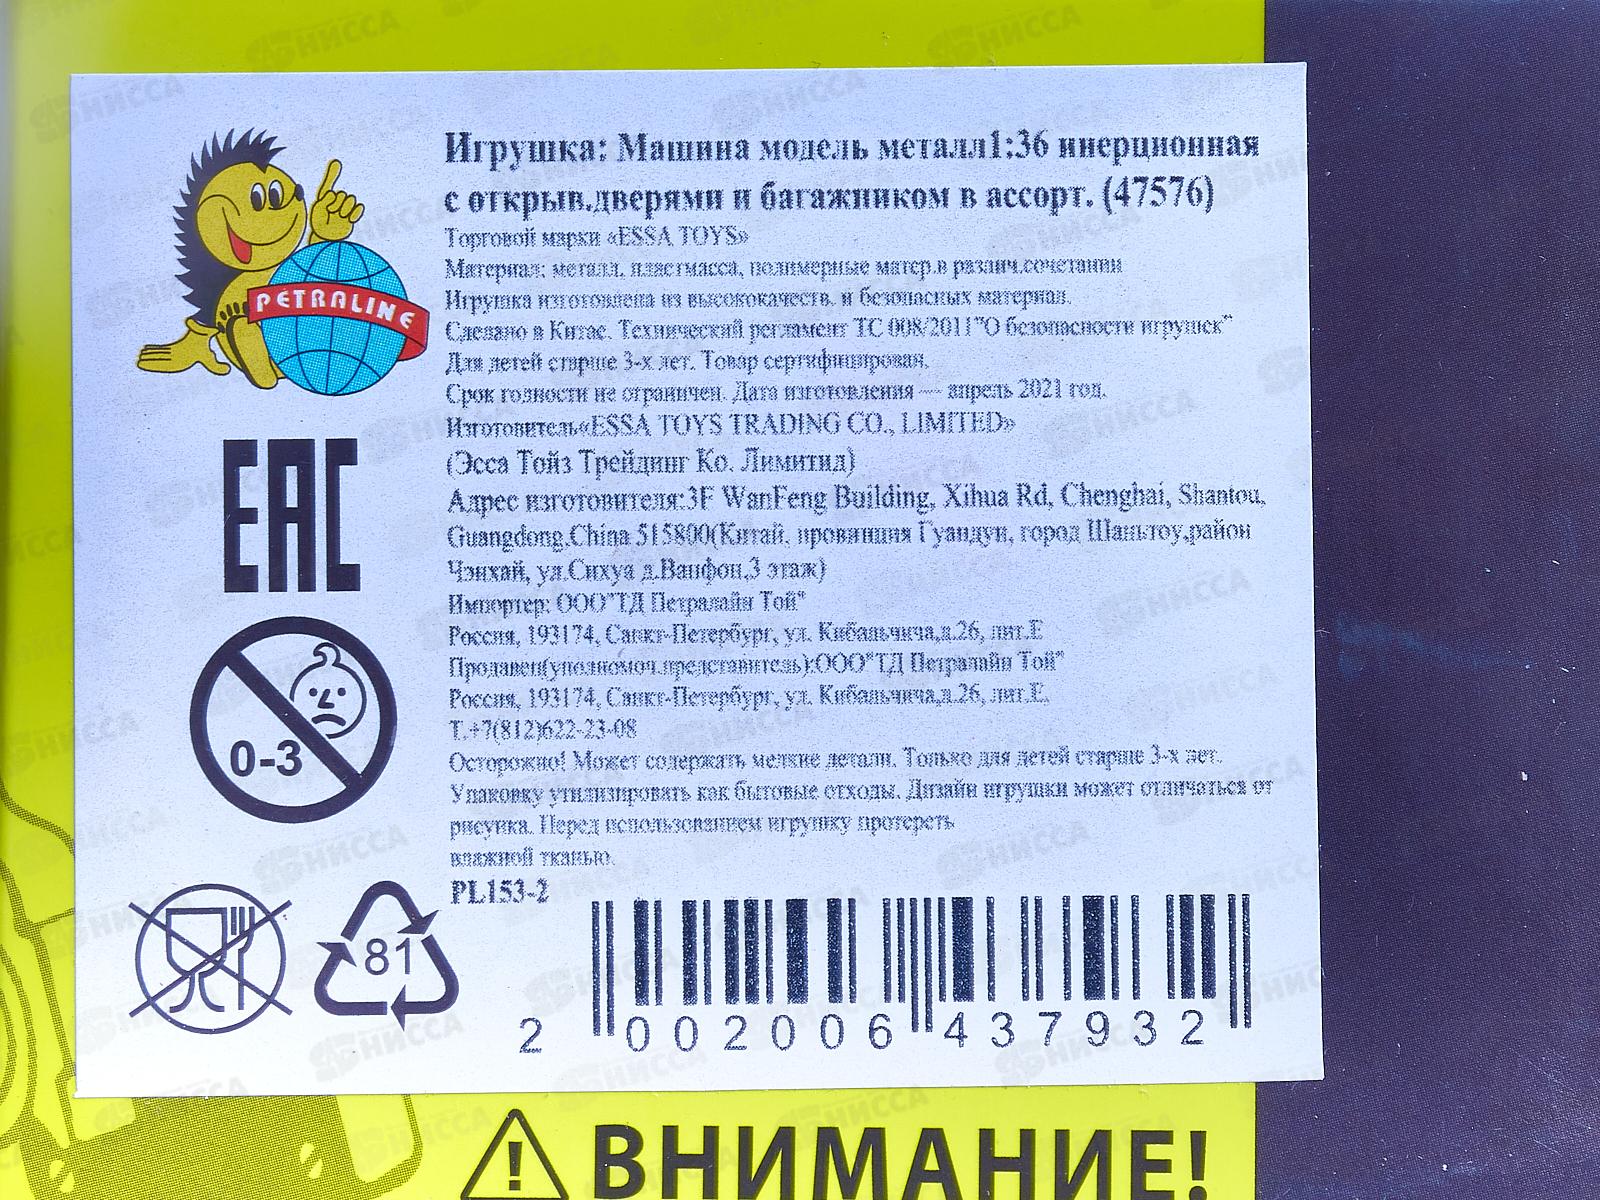 Игрушка: Машина модель металл1:36 инерционная
с открыв.дверями и багажником в ассорт. (47576)
Торговой марки «ESSA TOYS»
Материал: металл, пластмасса, полимерные матер.в различ.сочетании
Игрушка изготовлена из высококачеств. и безопасных материал.
Сделано в Китае. Технический регламент ТС 008/2011"О безопасности игрушек"
Для детей старше 3-х лет. Товар сертифицирован.
Срок годности не ограничен. Дата изготовления — апрель 2021 год.
Изготовитель«ESSA TOYS TRADING CO., LIMITED»
(Эсса Тойз Трейдинг Ко. Лимитид)
Адрес изготовителя:3F WanFeng Building, Xihua Rd, Chenghai, Shantou,
Guangdong.China 515800(Китай, провинция Гуандун, город Шаньтоу,район
Чэнхай, ул.Сихуа д.Ванфон,3 этаж)
Импортер: ООО"ТД Петралайн Той"
Россия, 193174, Санкт-Петербург, ул. Кибальчича,д.26, лит.Е
Продавец(уполномоч.представитель):ООО"ТД Петралайн Той"
Россия, 193174, Санкт-Петербург, ул. Кибальчича,д.26, лит.Е.
Т.+7(812)622-23-08
Осторожно! Может содержать мелкие детали. Только для детей старше 3-х лет.
Упаковку утилизировать как бытовые отходы. Дизайн игрушки может отличаться от
рисунка. Перед использованием игрушку протереть
влажной тканью.
PL153-2
PETRALINE
EAC
0-3
81
2 002006 437932
ВНИМАНИЕ!
НИССА